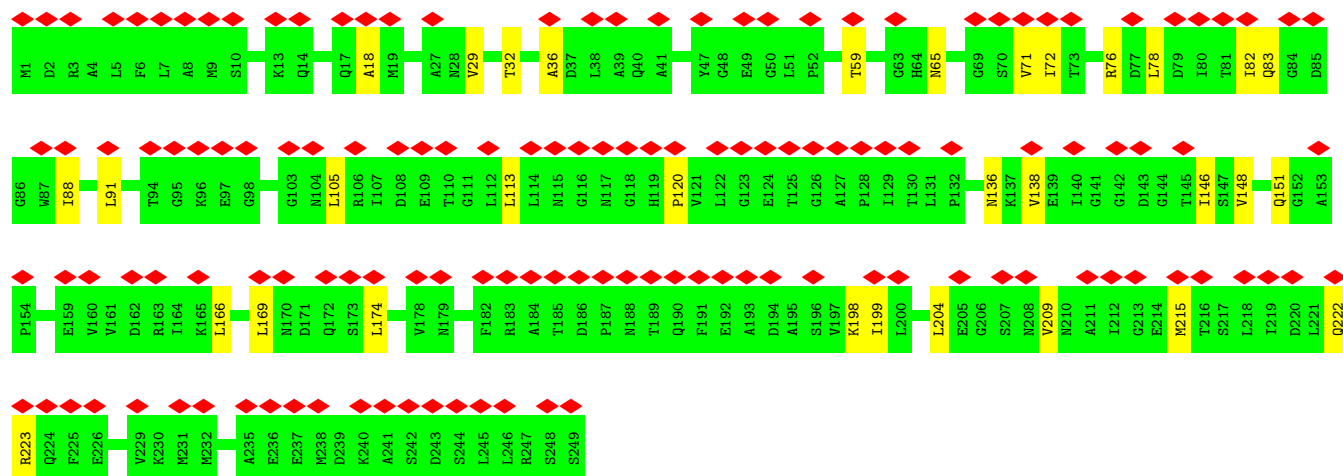 M1 D2 R3 A4 L5 F6 L7 A8 M9 S10 K13 Q14 Q17 A18 M19 A27 N28 V29 T32 A36 D37 L38 A39 Q40 A41 Y47 G48 E49 G50 L51 P52 T59 G63 H64 N65 G69 S70 V71 I72 T73 R76 D77 L78 D79 I80 T81 I82 Q83 G84 D85
G86 W87 I88 L91 T94 G95 K96 E97 G98 G103 N104 L105 R106 I107 D108 E109 T110 G111 L112 L113 L114 N115 G116 N117 G118 H119 P120 V121 L122 G123 E124 T125 G126 A127 P128 I129 T130 L131 P132 N136 K137 V138 E139 I140 G141 G142 D143 G144 T145 I146 S147 V148 Q151 G152 A153
P154 E159 V160 V161 D162 R163 I164 K165 L166 L169 N170 D171 Q172 S173 L174 V178 N179 F182 R183 A184 T185 D186 P187 N188 T189 Q190 F191 E192 A193 D194 A195 S196 V197 K198 I199 L200 L204 E205 G206 S207 N208 V209 N210 A211 I212 G213 E214 M215 T216 S217 L218 I219 D220 L221 Q222
R223 Q224 F225 E226 V229 K230 M231 M232 A235 E236 E237 M238 D239 K240 A241 S242 D243 S244 L245 L246 R247 S248 S249